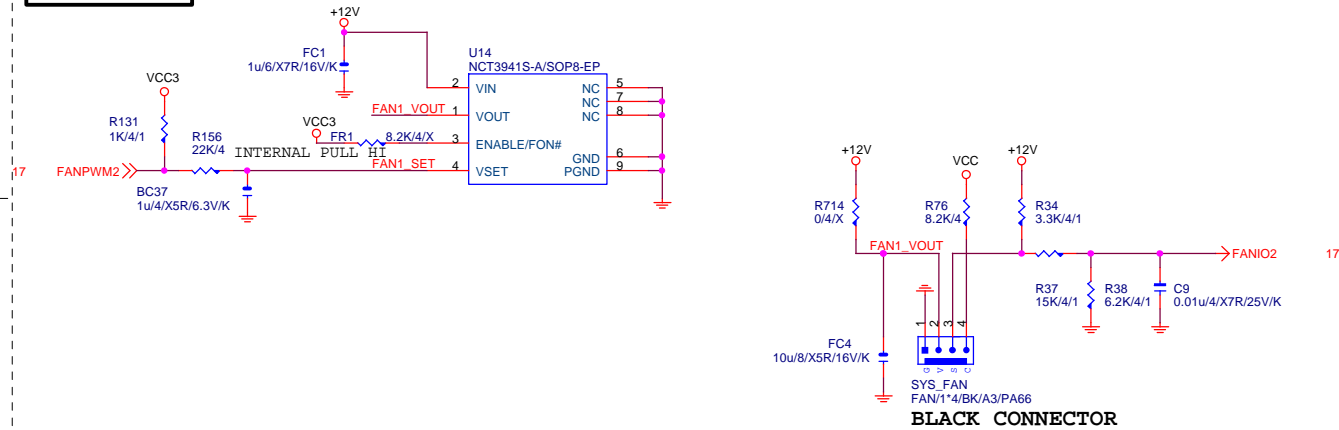 +12V
FC1
1u/6/X7R/16V/K
U14
NCT3941S-A/SOP8-EP
VCC3
2 VIN NC 5
NC 7
FAN1_VOUT 1 VOUT NC 8
R131
1K/4/1
VCC3
R156
22K/4
FR1 8.2K/4/X 3 ENABLE/FON#
INTERNAL PULL HI
GND 6
17 FANPWM2 FAN1_SET 4 VSET PGND 9
BC37
1u/4/X5R/6.3V/K
+12V
VCC
+12V
R714
0/4/X
R76
8.2K/4
R34
3.3K/4/1
FAN1_VOUT
FANIO2 17
R37
15K/4/1
R38
6.2K/4/1
C9
0.01u/4/X7R/25V/K
1 2 3 4
FC4
10u/8/X5R/16V/K
G V S C
SYS_FAN
FAN/1*4/BK/A3/PA66
BLACK CONNECTOR